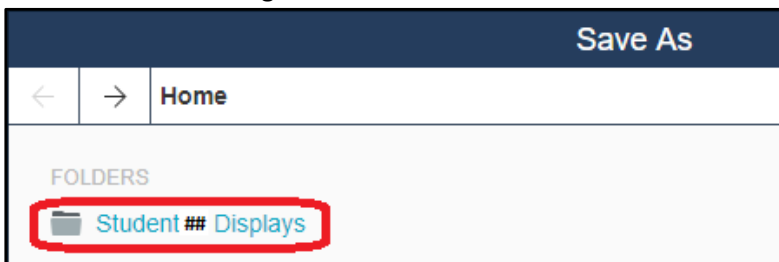 Save As
← → Home
FOLDERS
Student ## Displays